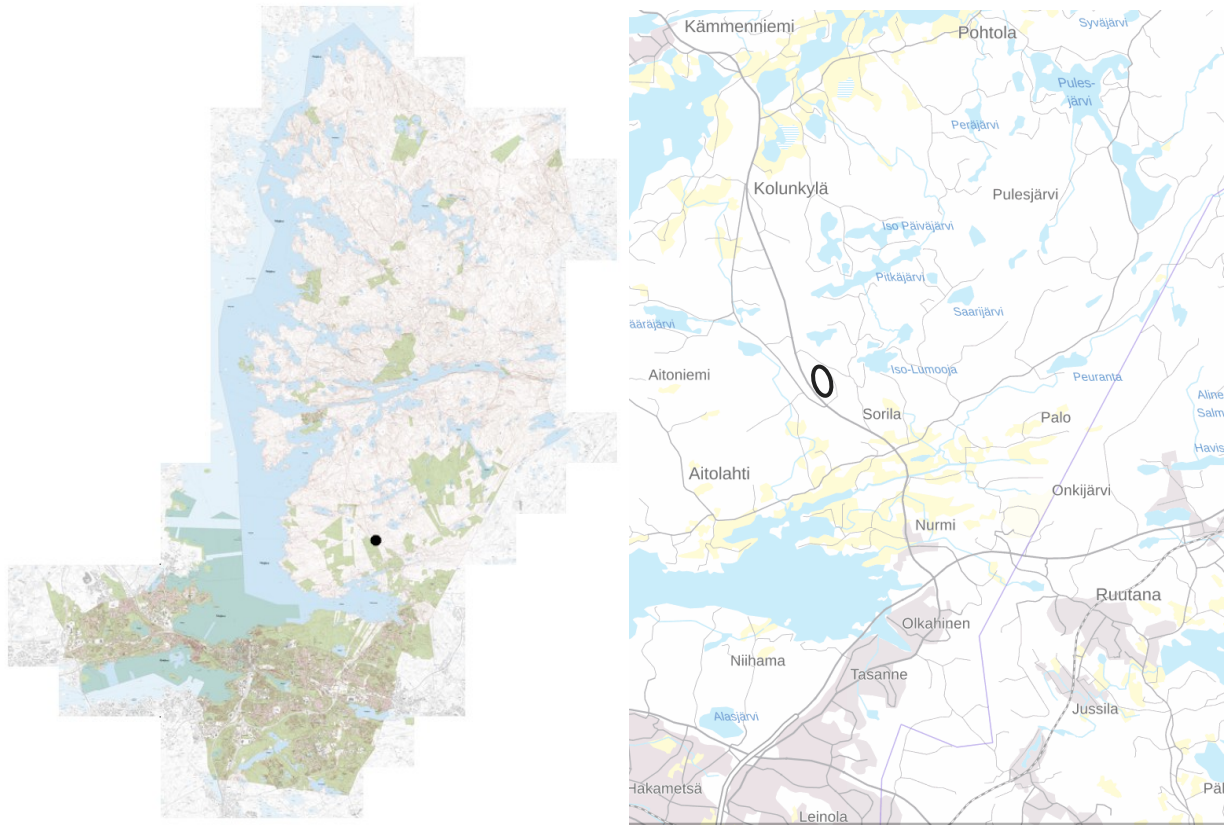 Kämmenniemi
Pohtola
Syväjärvi
Pules-
järvi
Peräjärvi
Kolunkylä
Pulesjärvi
Iso Päiväjärvi
Pitkäjärvi
Saarijärvi
ääräjärvi
Aitoniemi
Iso-Lumooja
Peuranta
Sorila
Palo
Aline
Salm
Havis
Aitolahti
Onkijärvi
Nurmi
Ruutana
Olkahinen
Niihama
Tasanne
Jussila
Alasjärvi
Hakametsä
Leinola
Päl